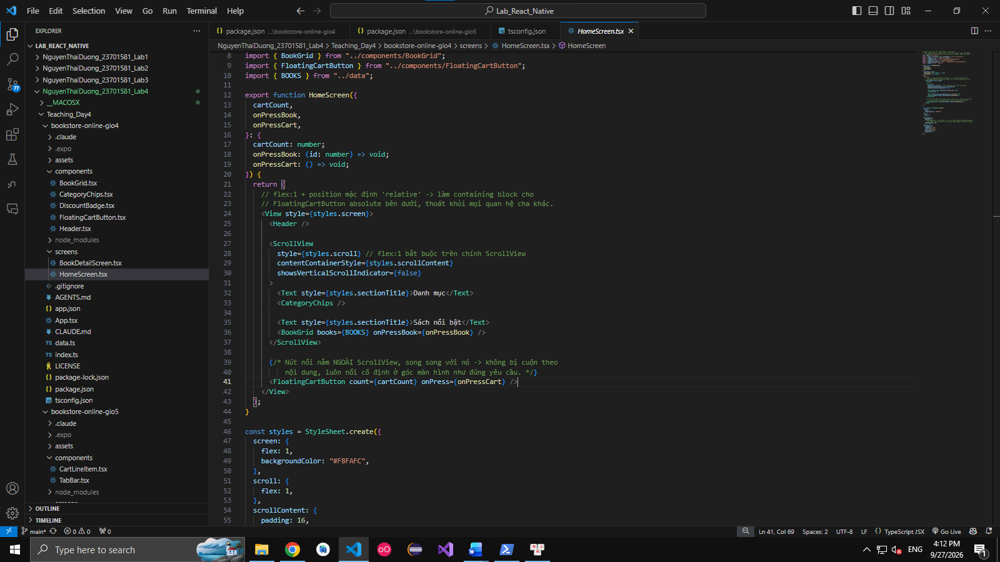 File Edit Selection View Go Run Terminal Help
Lab_React_Native
EXPLORER
LAB_REACT_NATIVE
NguyenThaiDuong_23701581_Lab1
NguyenThaiDuong_23701581_Lab2
NguyenThaiDuong_23701581_Lab3
NguyenThaiDuong_23701581_Lab4
__MACOSX
Teaching_Day4
bookstore-online-gio4
.claude
.expo
assets
components
BookGrid.tsx
CategoryChips.tsx
DiscountBadge.tsx
FloatingCartButton.tsx
Header.tsx
node_modules
screens
BookDetailScreen.tsx
HomeScreen.tsx
.gitignore
AGENTS.md
app.json
App.tsx
CLAUDE.md
TS data.ts
TS index.ts
LICENSE
package-lock.json
package.json
tsconfig.json
bookstore-online-gio5
.claude
.expo
assets
components
CartLineItem.tsx
TabBar.tsx
node_modules
OUTLINE
TIMELINE
77
package.json ...\bookstore-online-gio4
package.json ...\bookstore-online-gio5
tsconfig.json
HomeScreen.tsx
NguyenThaiDuong_23701581_Lab4 > Teaching_Day4 > bookstore-online-gio4 > screens > HomeScreen.tsx > HomeScreen
8 import { BookGrid } from "../components/BookGrid";
9 import { FloatingCartButton } from "../components/FloatingCartButton";
10 import { BOOKS } from "../data";
11
12 export function HomeScreen({
13 cartCount,
14 onPressBook,
15 onPressCart,
16 }: {
17 cartCount: number;
18 onPressBook: (id: number) => void;
19 onPressCart: () => void;
20 }) {
21 return (
22 // flex:1 + position mặc định 'relative' -> làm containing block cho
23 // FloatingCartButton absolute bên dưới, thoát khỏi mọi quan hệ cha khác.
24 <View style={styles.screen}>
25 <Header />
26
27 <ScrollView
28 style={styles.scroll} // flex:1 bắt buộc trên chính ScrollView
29 contentContainerStyle={styles.scrollContent}
30 showsVerticalScrollIndicator={false}
31 >
32 <Text style={styles.sectionTitle}>Danh mục</Text>
33 <CategoryChips />
34
35 <Text style={styles.sectionTitle}>Sách nổi bật</Text>
36 <BookGrid books={BOOKS} onPressBook={onPressBook} />
37 </ScrollView>
38
39 {/* Nút nổi nằm NGOÀI ScrollView, song song với nó -> không bị cuộn theo
40 nội dung, luôn nổi cố định ở góc màn hình như đúng yêu cầu. */}
41 <FloatingCartButton count={cartCount} onPress={onPressCart} />
42 </View>
43 );
44 }
45
46 const styles = StyleSheet.create({
47 screen: {
48 flex: 1,
49 backgroundColor: "#F8FAFC",
50 },
51 scroll: {
52 flex: 1,
53 },
54 scrollContent: {
55 padding: 16,
main* 0 0 0
Ln 41, Col 69 Spaces: 2 UTF-8 LF TypeScript JSX Go Live
Type here to search
ENG
4:12 PM
9/27/2026
1